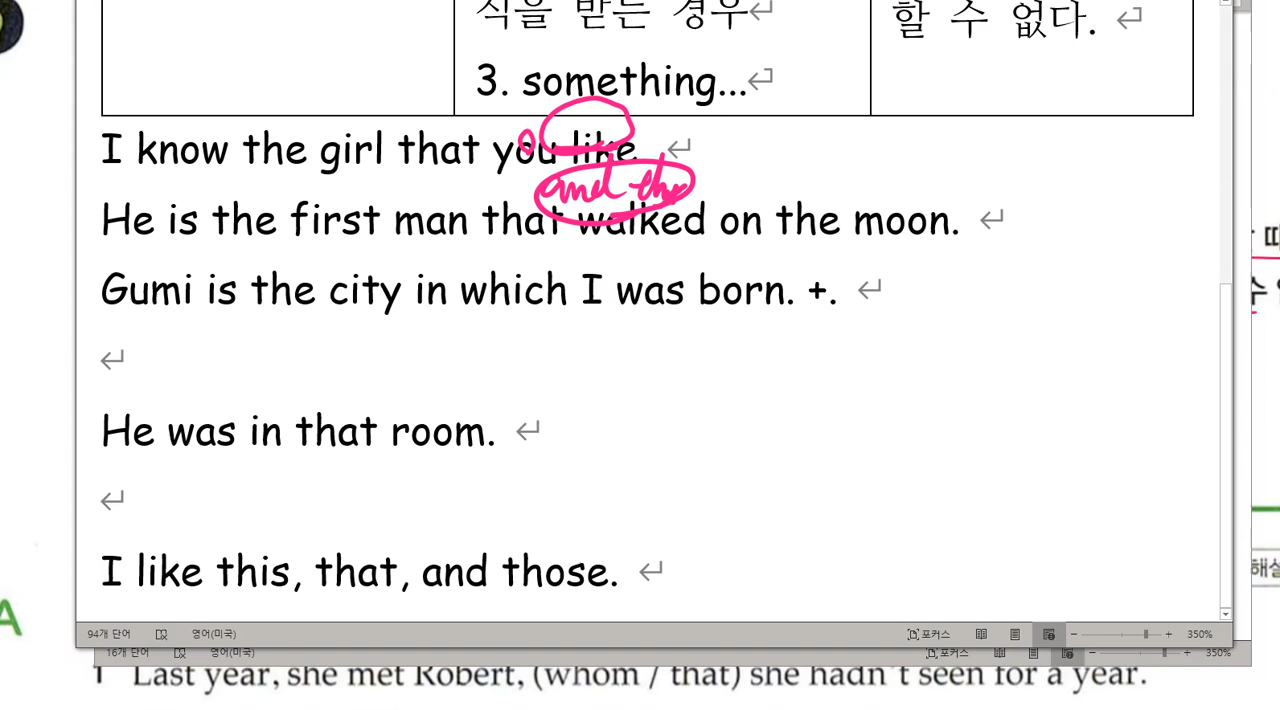 식을 받는 경우
할 수 없다.
3. something...
I know the girl that you like.
and the
He is the first man that walked on the moon.
Gumi is the city in which I was born. +.
He was in that room.
I like this, that, and those.
A
해설
94개 단어 영어(미국) 포커스 350%
16개 단어 영어(미국) 포커스 350%
1 Last year, she met Robert, (whom / that) she hadn't seen for a year.